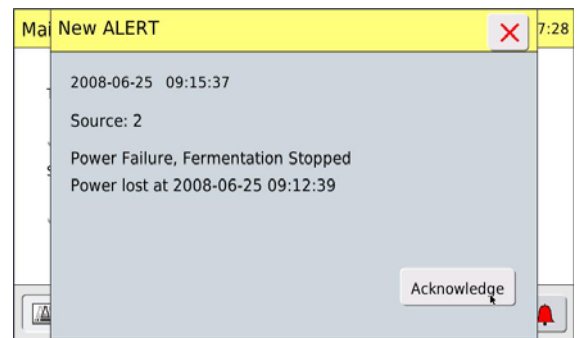 Mai New ALERT 7:28
2008-06-25 09:15:37
Source: 2
Power Failure, Fermentation Stopped
Power lost at 2008-06-25 09:12:39
Acknowledge